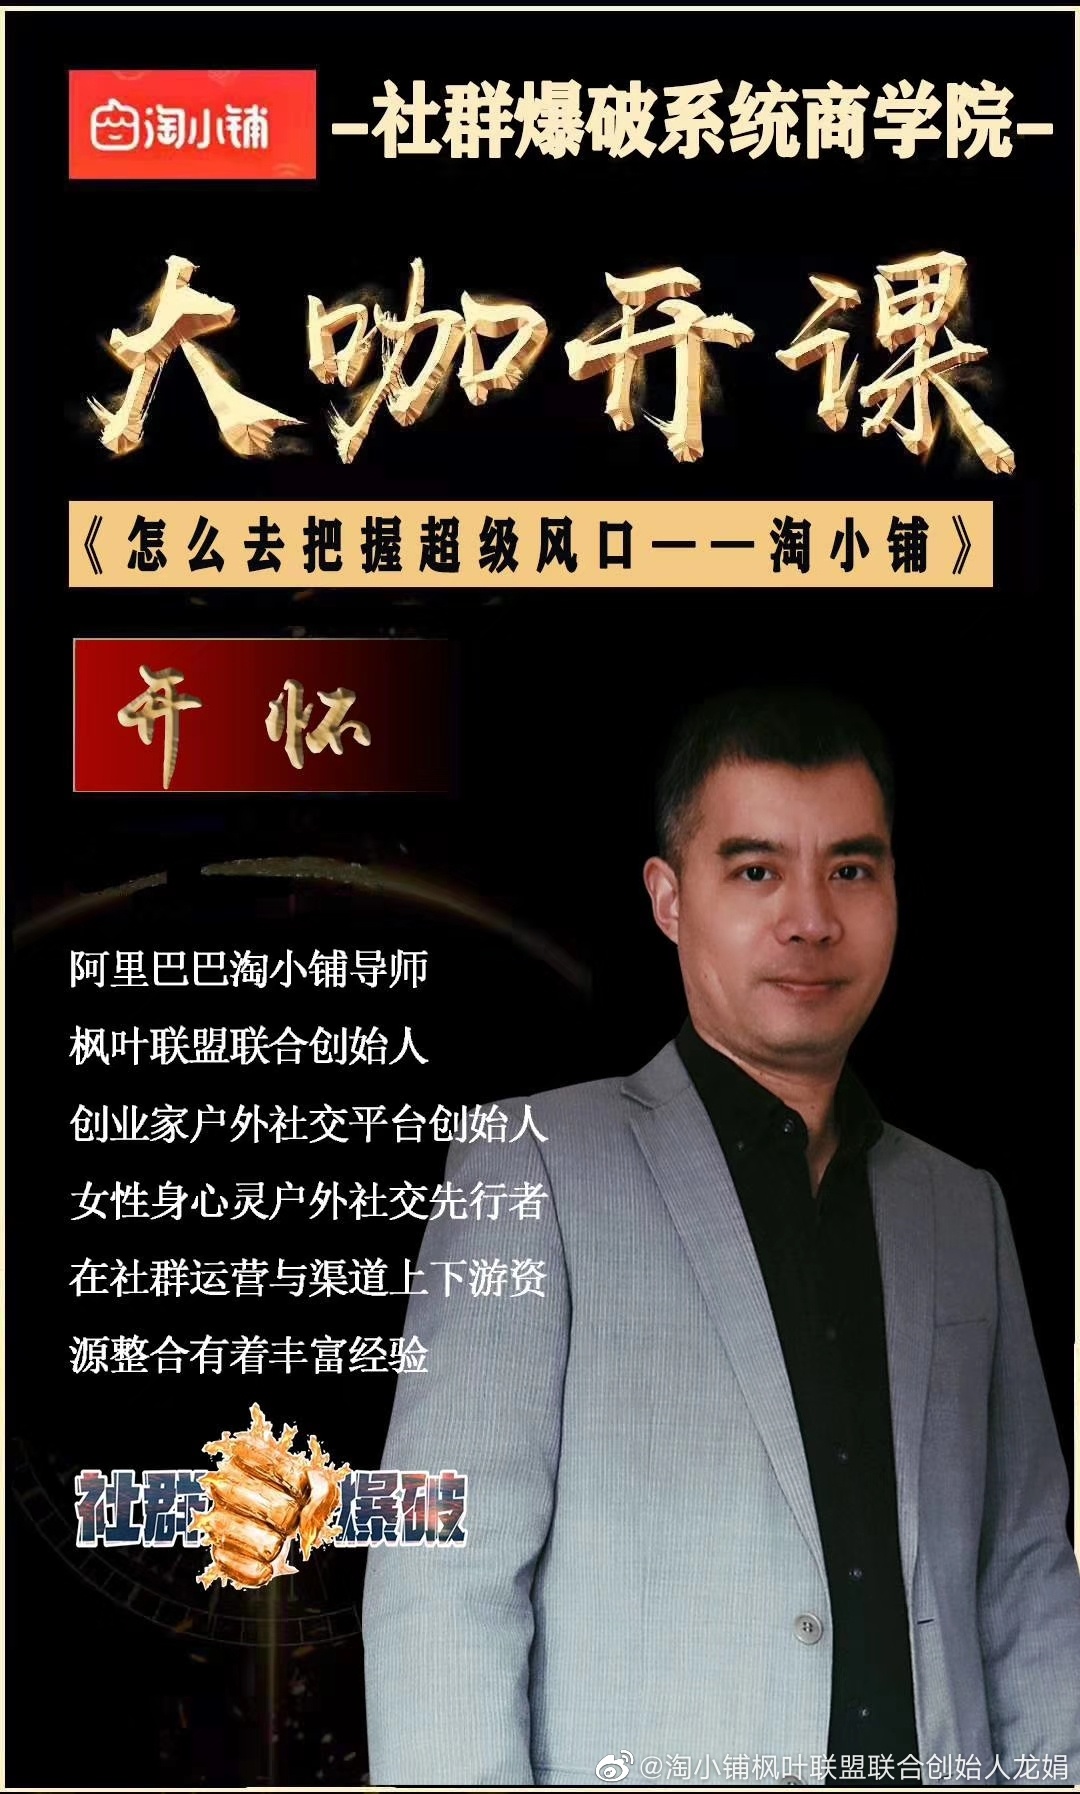 淘小铺
–社群爆破系统商学院–
大咖开课
《怎么去把握超级风口——淘小铺》
开怀
阿里巴巴淘小铺导师
枫叶联盟联合创始人
创业家户外社交平台创始人
女性身心灵户外社交先行者
在社群运营与渠道上下游资
源整合有着丰富经验
社群爆破
@淘小铺枫叶联盟联合创始人龙娟